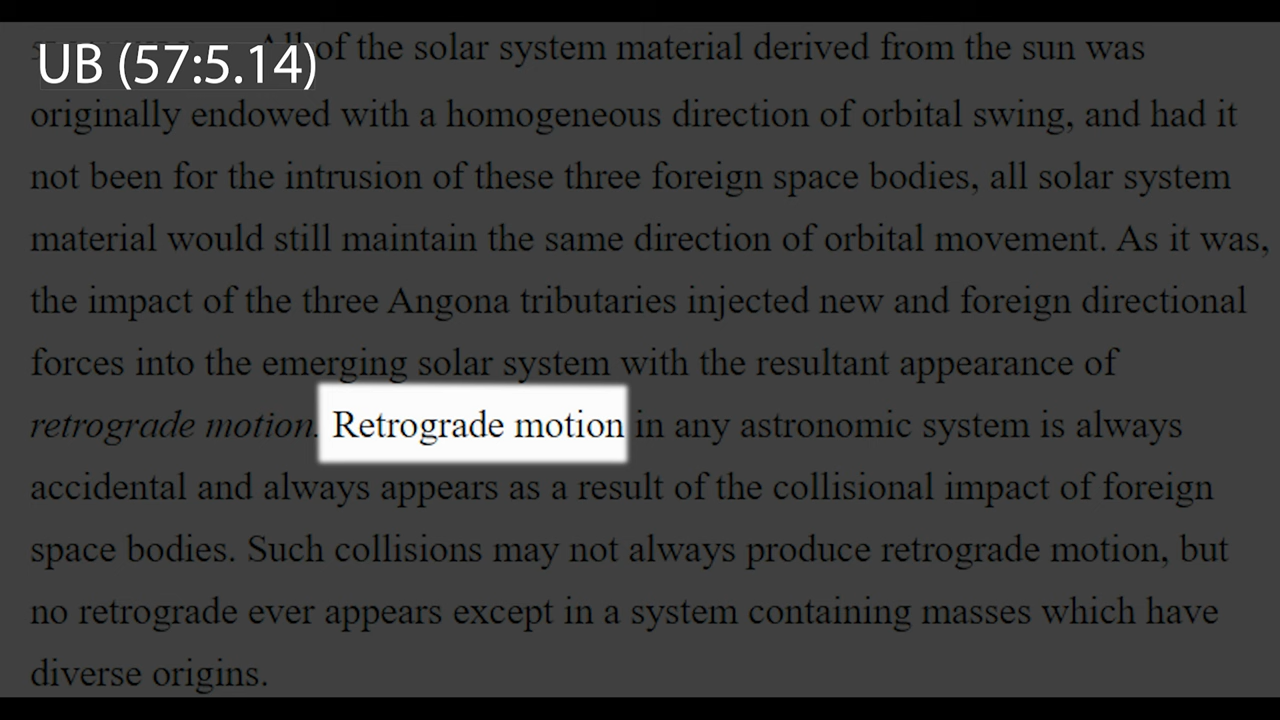 UB (57:5.14)
All of the solar system material derived from the sun was
originally endowed with a homogeneous direction of orbital swing, and had it
not been for the intrusion of these three foreign space bodies, all solar system
material would still maintain the same direction of orbital movement. As it was,
the impact of the three Angona tributaries injected new and foreign directional
forces into the emerging solar system with the resultant appearance of
retrograde motion. Retrograde motion in any astronomic system is always
accidental and always appears as a result of the collisional impact of foreign
space bodies. Such collisions may not always produce retrograde motion, but
no retrograde ever appears except in a system containing masses which have
diverse origins.